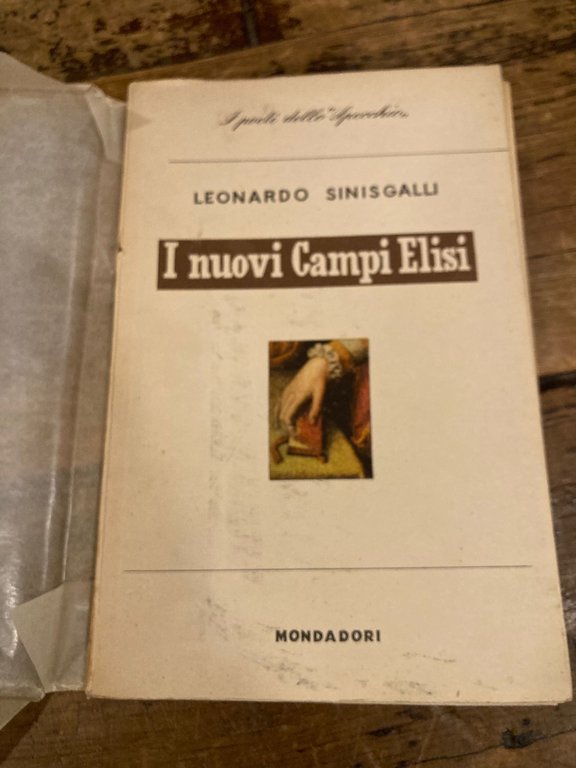 I poeti dello "Specchio"
LEONARDO SINISGALLI
I nuovi Campi Elisi
MONDADORI